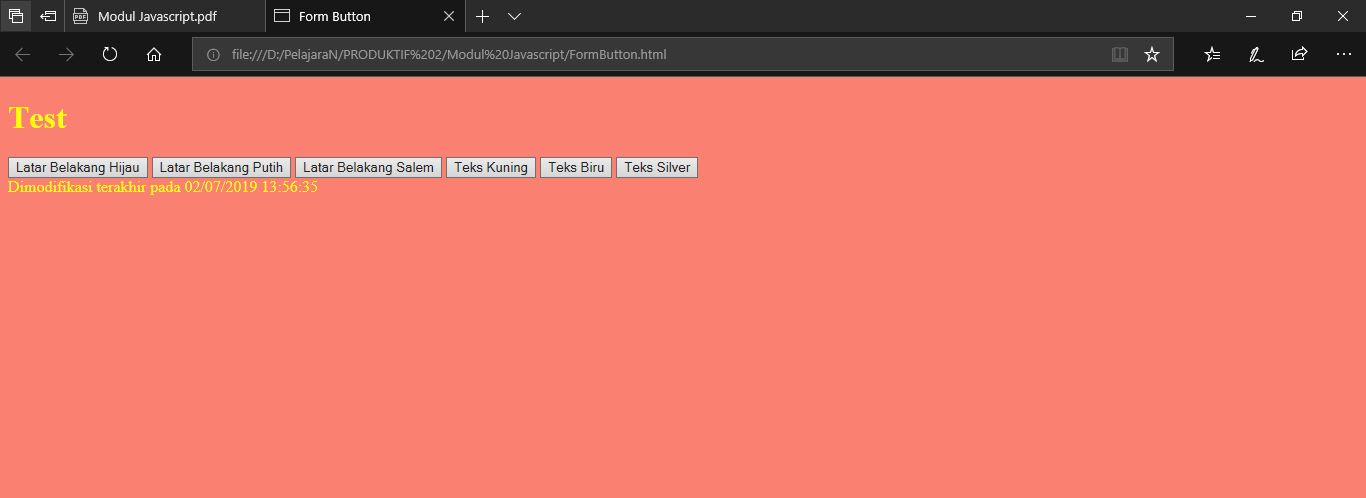 Modul Javascript.pdf
Form Button
file:///D:/PelajaraN/PRODUKTIF%202/Modul%20Javascript/FormButton.html
Test
Latar Belakang Hijau Latar Belakang Putih Latar Belakang Salem Teks Kuning Teks Biru Teks Silver
Dimodifikasi terakhir pada 02/07/2019 13:56:35